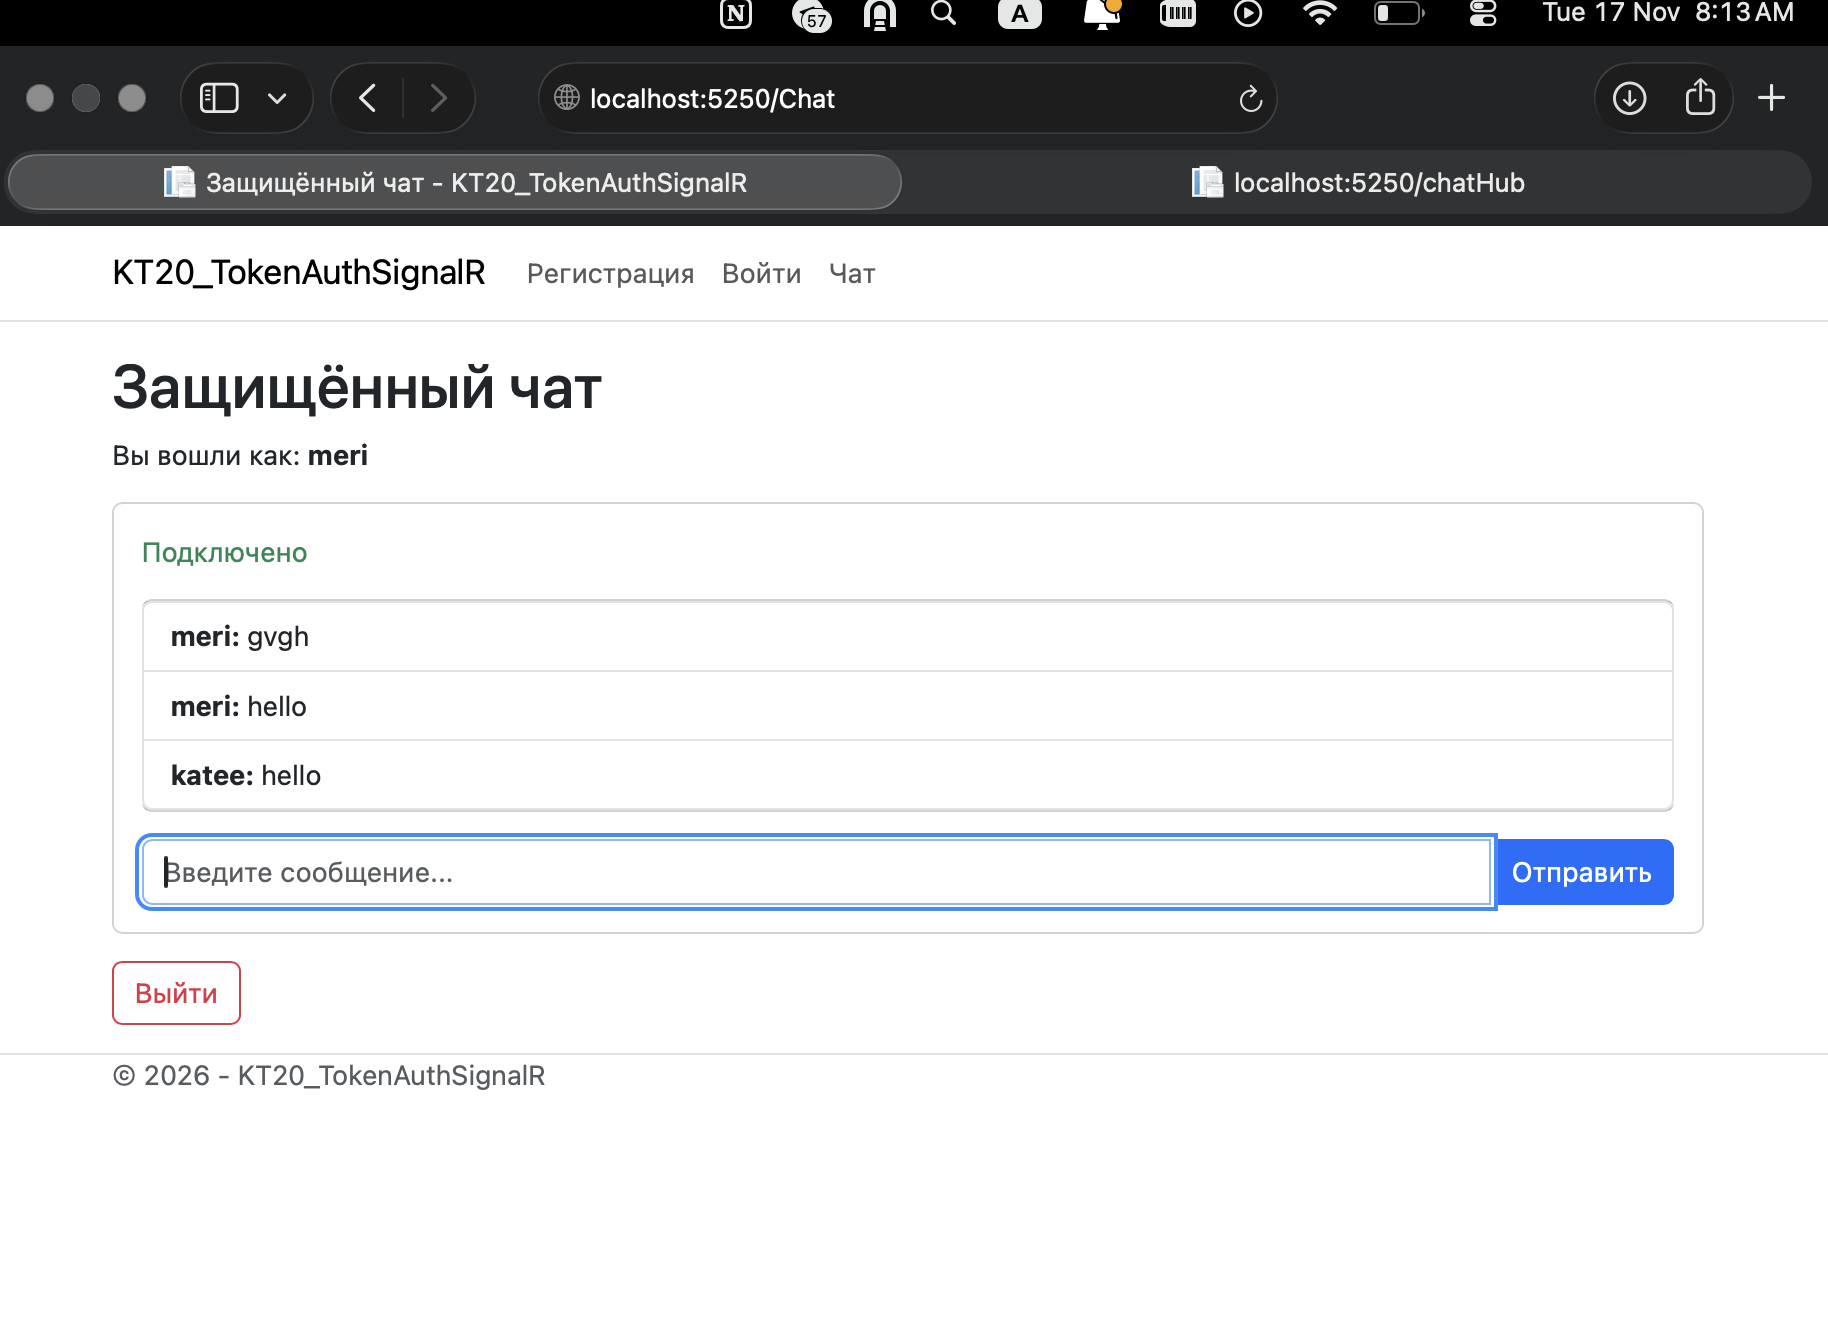 N 57 A Tue 17 Nov 8:13 AM
localhost:5250/Chat
Защищённый чат - KT20_TokenAuthSignalR localhost:5250/chatHub
KT20_TokenAuthSignalR Регистрация Войти Чат
Защищённый чат
Вы вошли как: meri
Подключено
meri: gvgh
meri: hello
katee: hello
Введите сообщение... Отправить
Выйти
© 2026 - KT20_TokenAuthSignalR